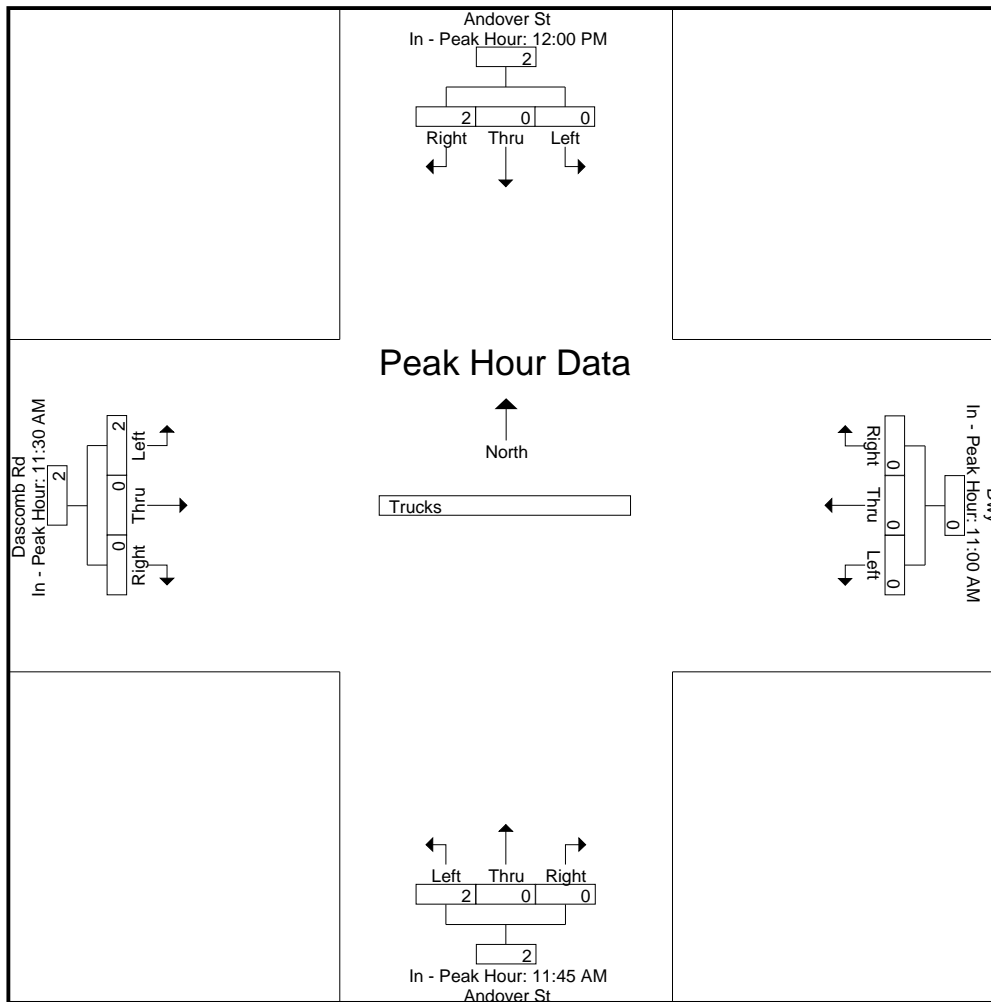 Andover St
In - Peak Hour: 12:00 PM
2
2 0 0
Right Thru Left
Peak Hour Data
North
Trucks
Dascomb Rd
In - Peak Hour: 11:30 AM
2
2 0 0
Left Thru Right
In - Peak Hour: 11:00 AM
0
0 0 0
Right Thru Left
Left Thru Right
2 0 0
2
In - Peak Hour: 11:45 AM
Andover St